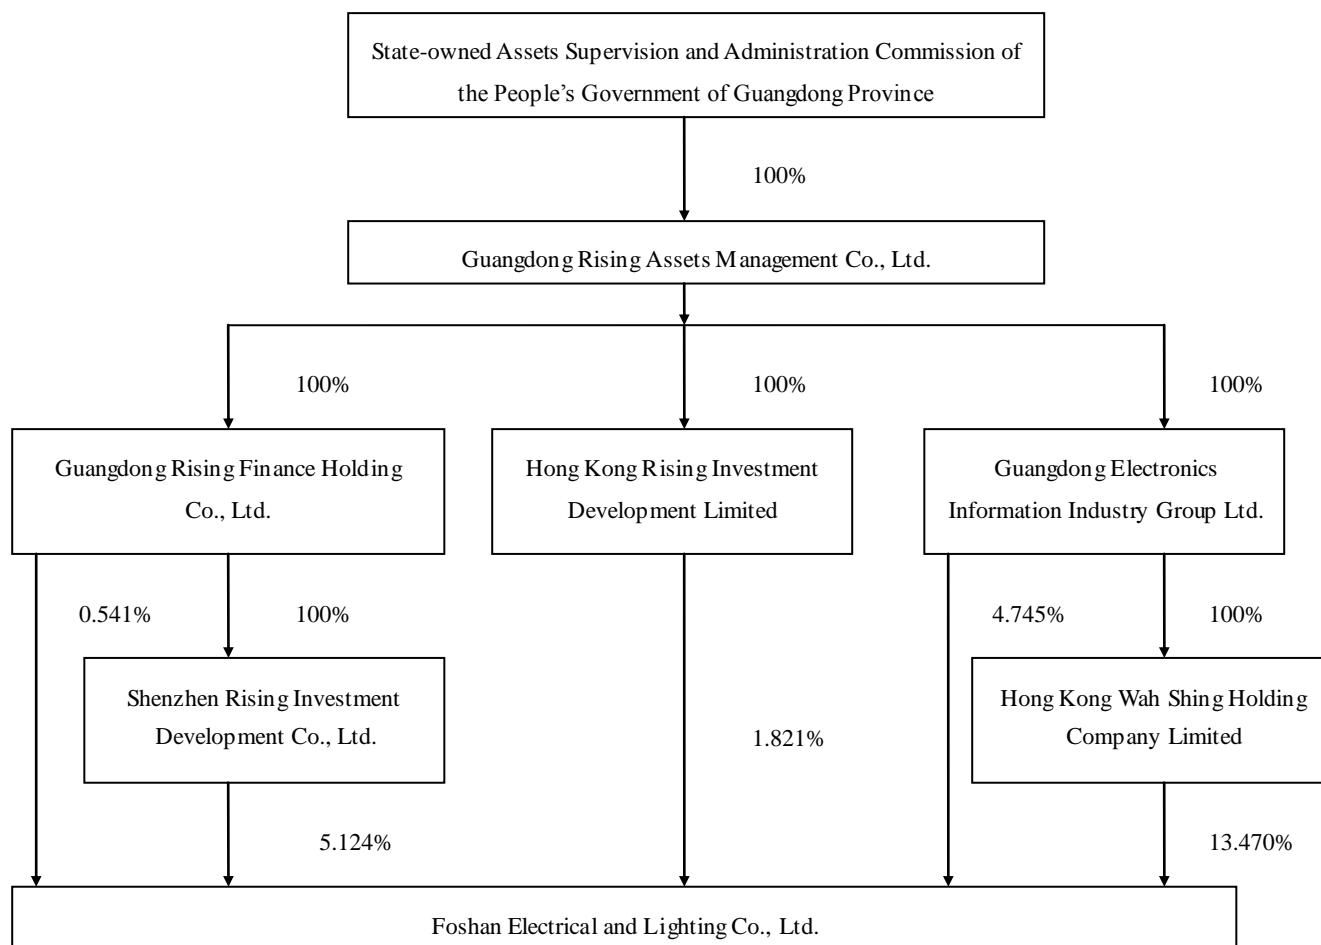 State-owned Assets Supervision and Administration Commission of
the People's Government of Guangdong Province
100%
Guangdong Rising Assets Management Co., Ltd.
100%
100%
100%
Guangdong Rising Finance Holding
Co., Ltd.
Hong Kong Rising Investment
Development Limited
Guangdong Electronics
Information Industry Group Ltd.
0.541%
100%
4.745%
100%
Shenzhen Rising Investment
Development Co., Ltd.
Hong Kong Wah Shing Holding
Company Limited
1.821%
5.124%
13.470%
Foshan Electrical and Lighting Co., Ltd.